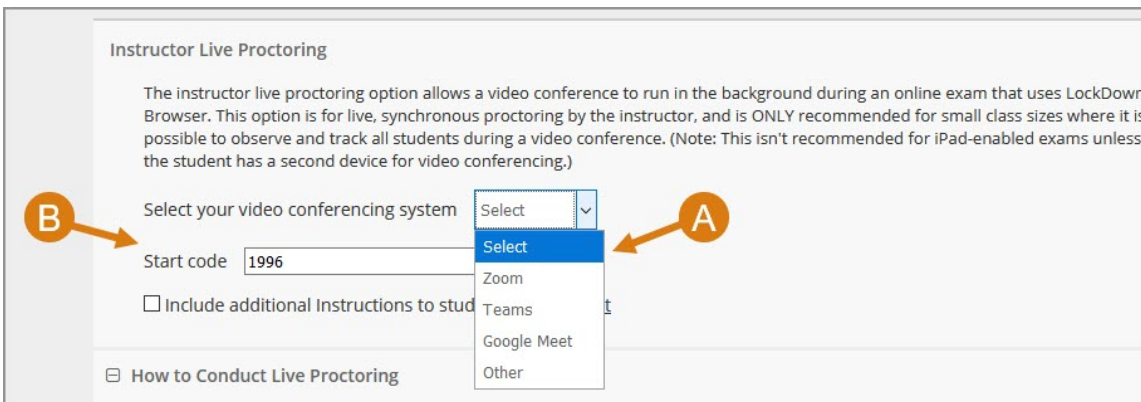 Instructor Live Proctoring
The instructor live proctoring option allows a video conference to run in the background during an online exam that uses LockDown
Browser. This option is for live, synchronous proctoring by the instructor, and is ONLY recommended for small class sizes where it is
possible to observe and track all students during a video conference. (Note: This isn't recommended for iPad-enabled exams unless
the student has a second device for video conferencing.)
B
Select your video conferencing system Select
A
Select
Start code 1996
Zoom
Include additional Instructions to stud
Teams
Google Meet
Other
How to Conduct Live Proctoring